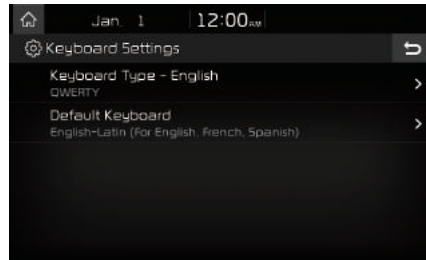 Jan. 1 12:00AM
Keyboard Settings
Keyboard Type - English
QWERTY
Default Keyboard
English-Latin (For English, French, Spanish)